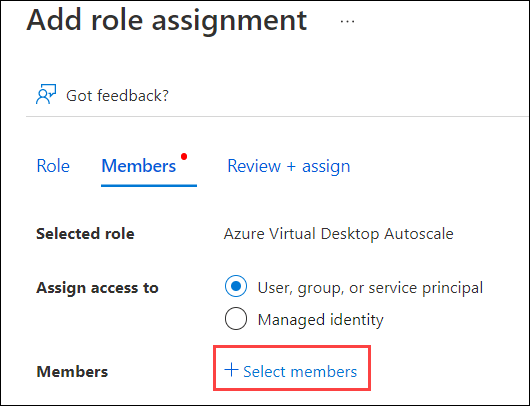 Add role assignment ...
Got feedback?
Role Members Review + assign
Selected role Azure Virtual Desktop Autoscale
Assign access to User, group, or service principal
Managed identity
Members + Select members